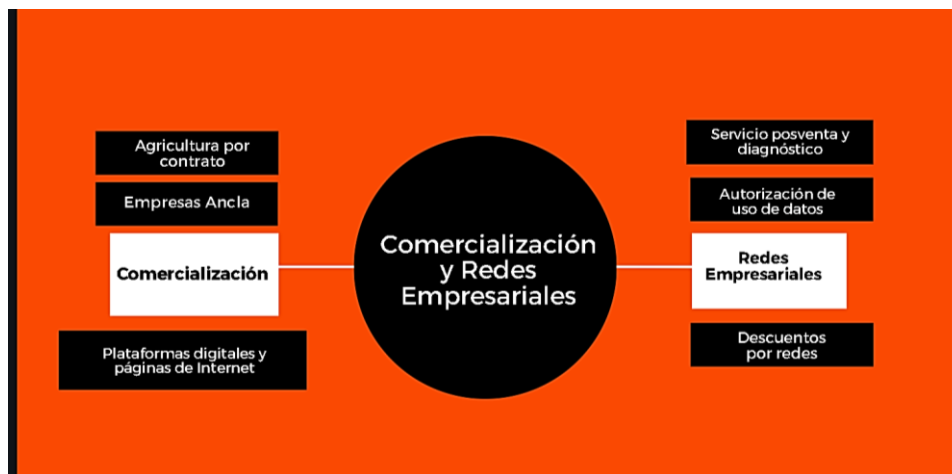 Agricultura por
contrato
Empresas Ancla
Comercialización
Plataformas digitales y
páginas de Internet
Comercialización
y Redes
Empresariales
Servicio posventa y
diagnóstico
Autorización de
uso de datos
Redes
Empresariales
Descuentos
por redes